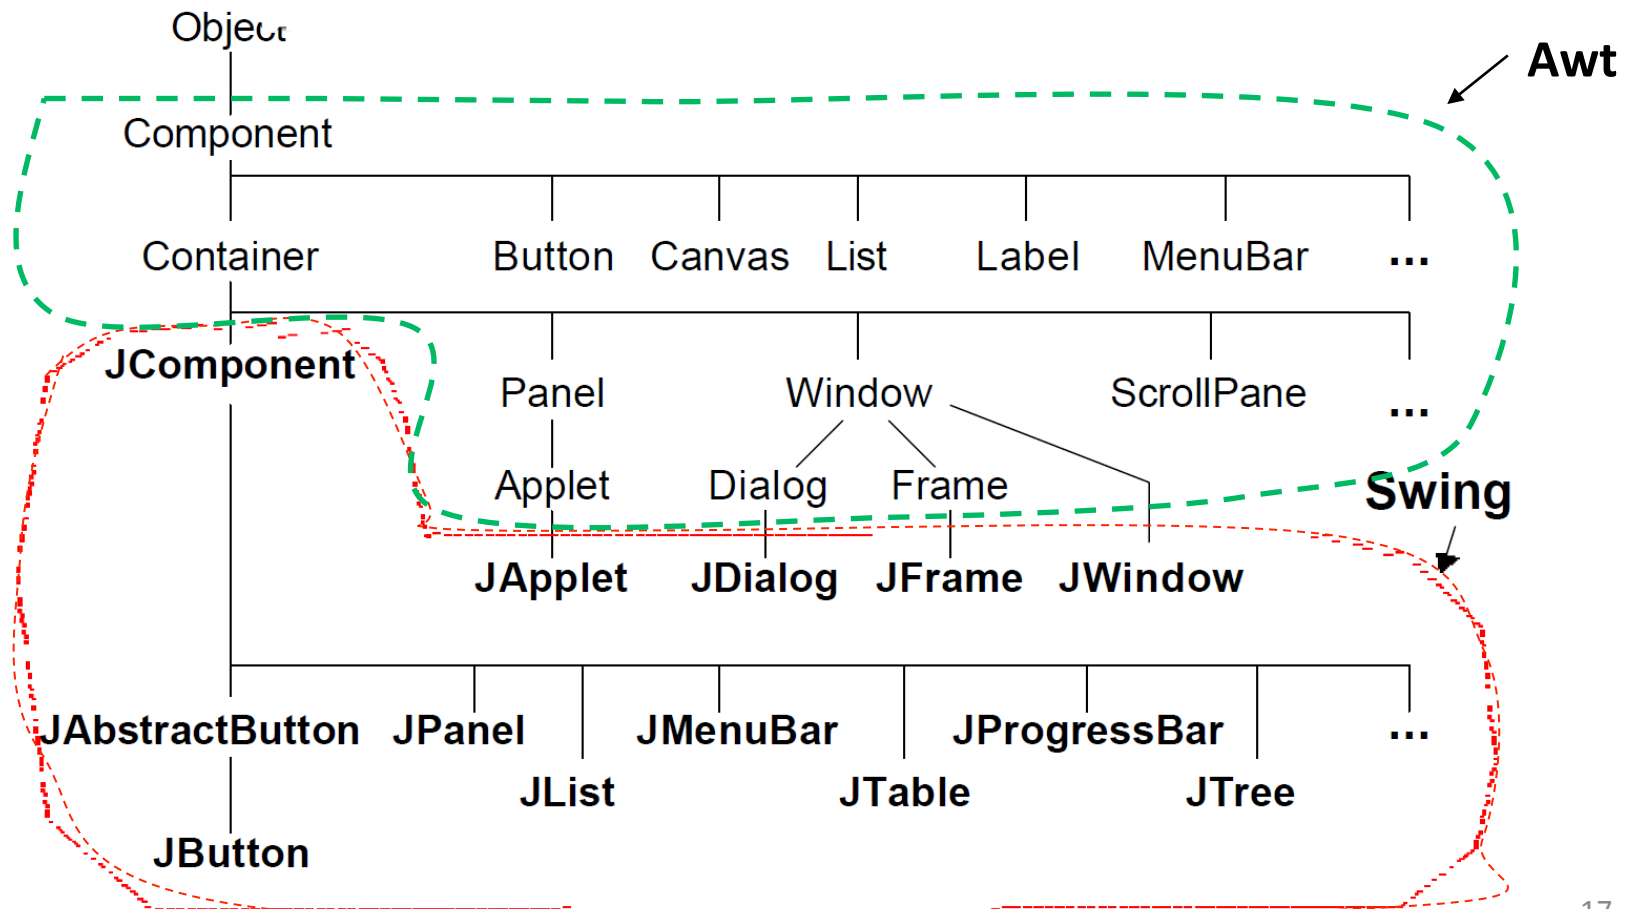 Object
Awt
Component
Container Button Canvas List Label MenuBar ...
JComponent
Panel Window ScrollPane ...
Applet Dialog Frame
Swing
JApplet JDialog JFrame JWindow
JAbstractButton JPanel JMenuBar JProgressBar ...
JList JTable JTree
JButton
17